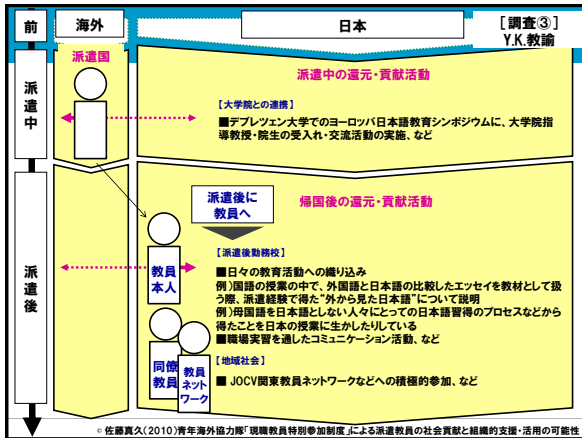 前
海外
日本
[調査③]
Y.K.教諭
派遣中
派遣国
派遣中の還元・貢献活動
【大学院との連携】
■デブレツェン大学でのヨーロッパ日本語教育シンポジウムに、大学院指
導教授・院生の受入れ・交流活動の実施、など
派遣後
派遣後に
教員へ
帰国後の還元・貢献活動
教員
本人
【派遣後勤務校】
■日々の教育活動への織り込み
例)国語の授業の中で、外国語と日本語の比較したエッセイを教材として扱
う際、派遣経験で得た“外から見た日本語”について説明
例)母国語を日本語としない人々にとっての日本語習得のプロセスなどから
得たことを日本の授業に生かしたりしている
■職場実習を通したコミュニケーション活動、など
同僚
教員
教員
ネット
ワーク
【地域社会】
■ JOCV関東教員ネットワークなどへの積極的参加、など
© 佐藤真久(2010)青年海外協力隊「現職教員特別参加制度」による派遣教員の社会貢献と組織的支援・活用の可能性